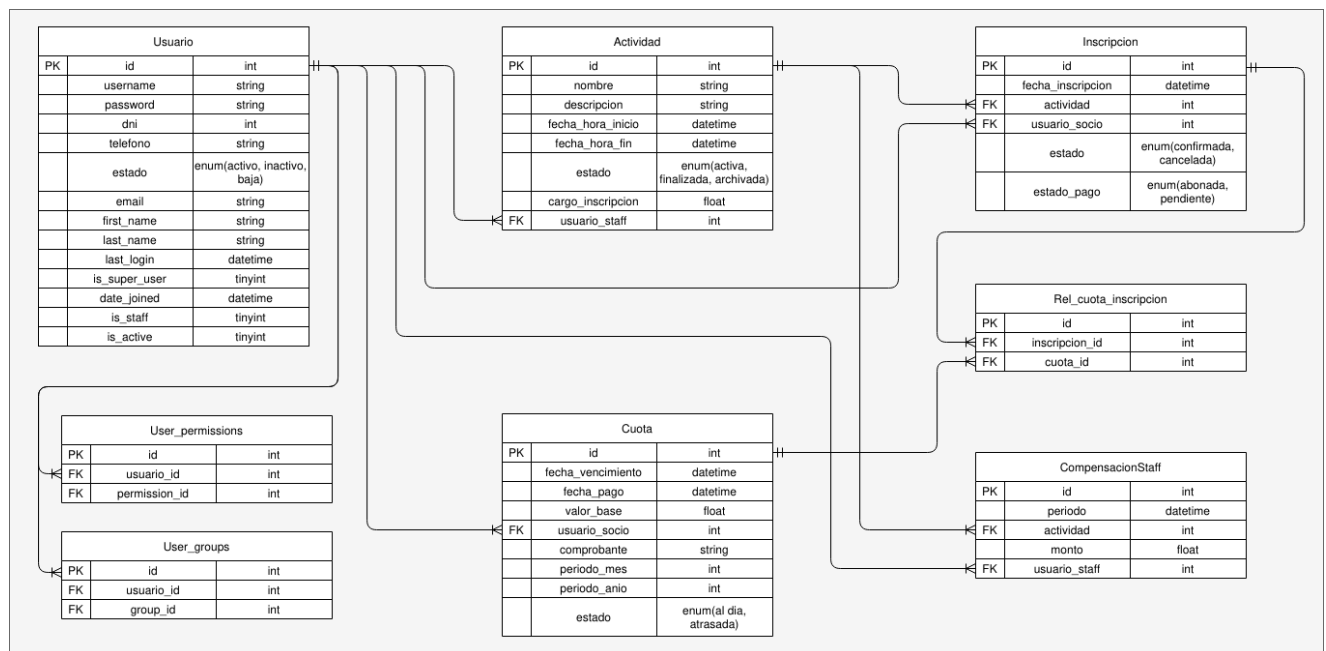 Usuario
PK id int
username string
password string
dni int
telefono string
estado enum(activo, inactivo,
baja)
email string
first_name string
last_name string
last_login datetime
is_super_user tinyint
date_joined datetime
is_staff tinyint
is_active tinyint
Actividad
PK id int
nombre string
descripcion string
fecha_hora_inicio datetime
fecha_hora_fin datetime
estado enum(activa,
finalizada, archivada)
cargo_inscripcion float
FK usuario_staff int
Inscripcion
PK id int
fecha_inscripcion datetime
FK actividad int
FK usuario_socio int
estado enum(confirmada,
cancelada)
estado_pago enum(abonada,
pendiente)
Rel_cuota_inscripcion
PK id int
FK inscripcion_id int
FK cuota_id int
User_permissions
PK id int
FK usuario_id int
FK permission_id int
User_groups
PK id int
FK usuario_id int
FK group_id int
Cuota
PK id int
fecha_vencimiento datetime
fecha_pago datetime
valor_base float
FK usuario_socio int
comprobante string
periodo_mes int
periodo_anio int
estado enum(al dia,
atrasada)
CompensacionStaff
PK id int
periodo datetime
FK actividad int
monto float
FK usuario_staff int